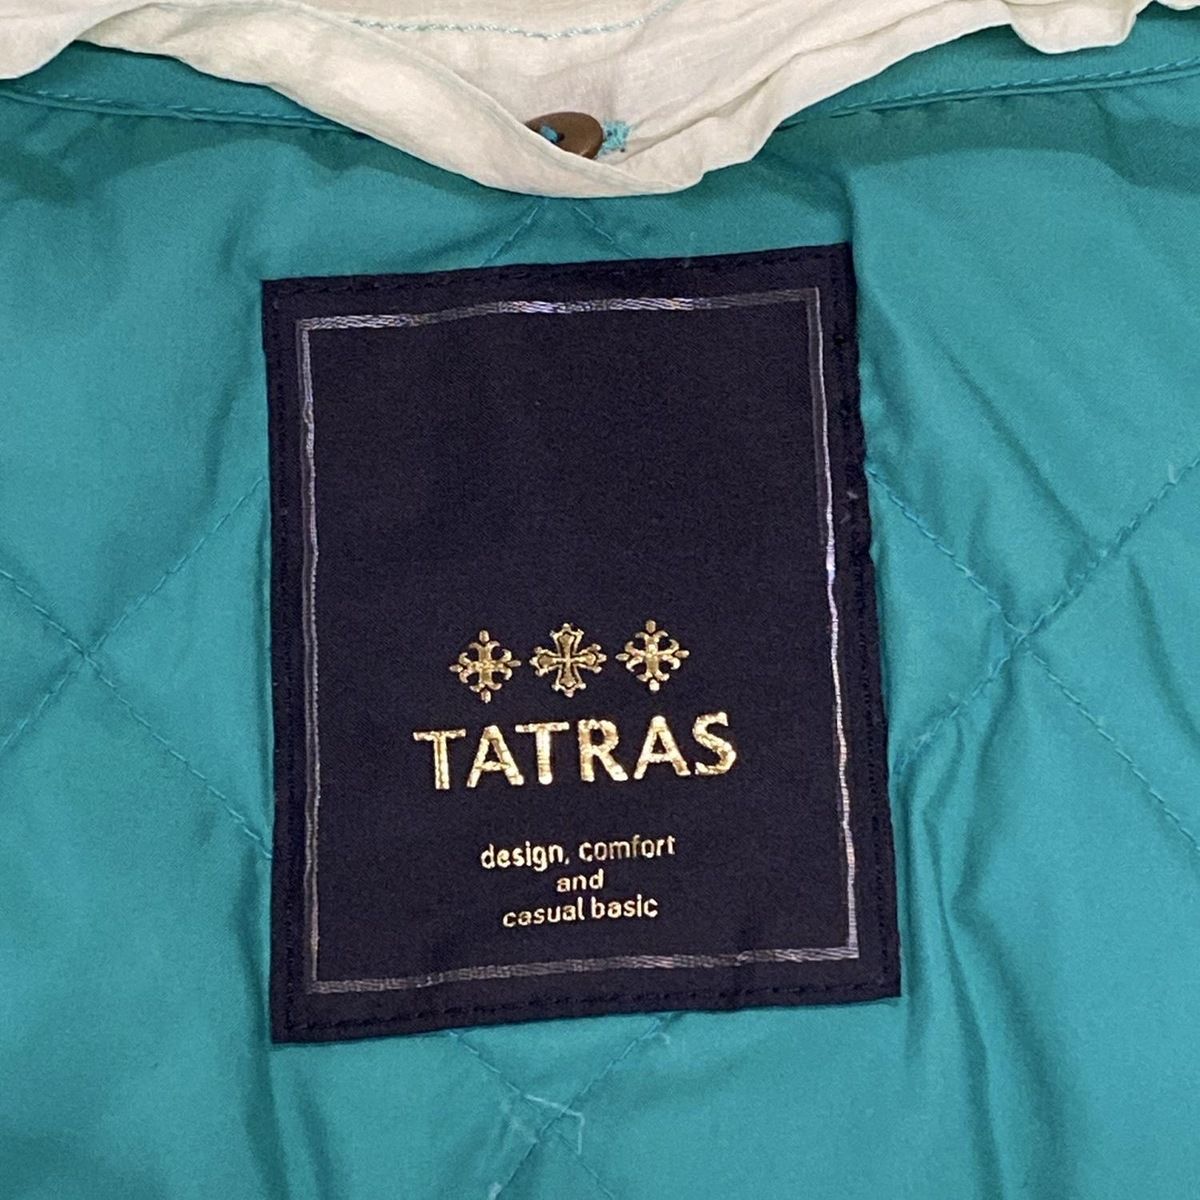 TATRAS
design, comfort
and
casual basic